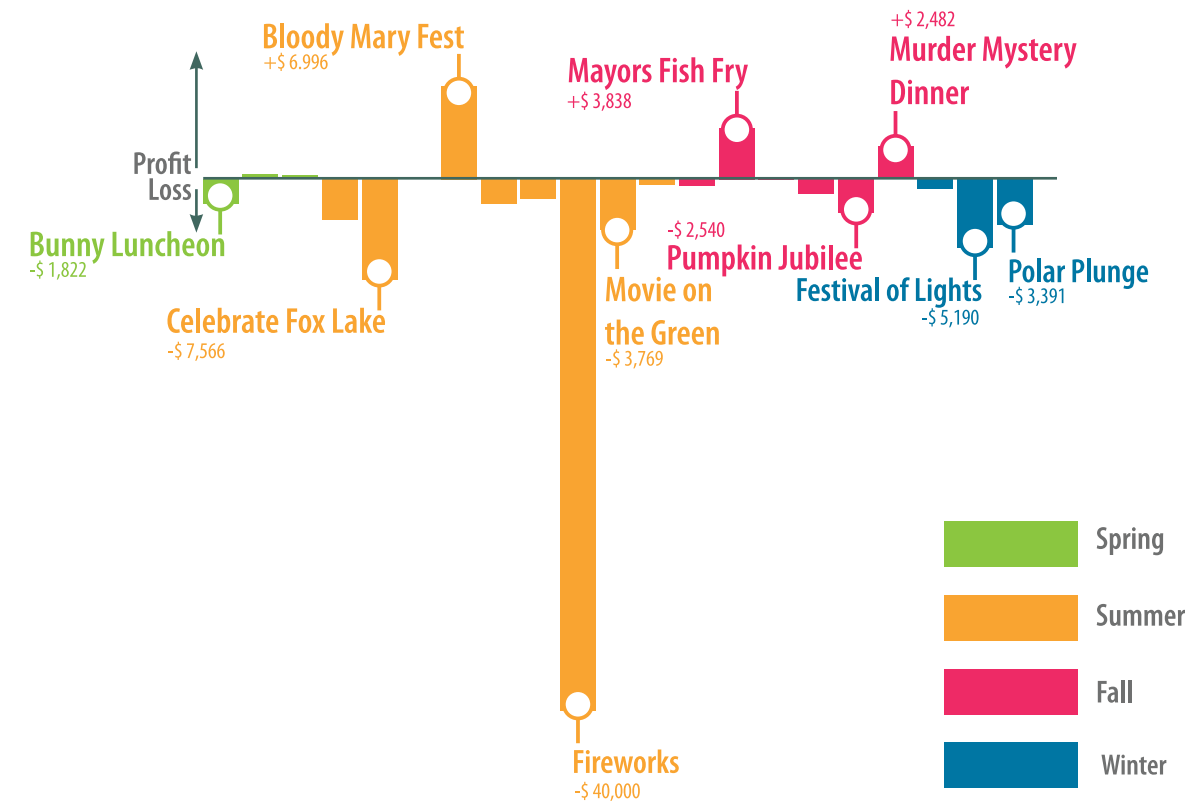 +$ 2,482
Bloody Mary Fest
+$ 6.996
Murder Mystery
Dinner
Mayors Fish Fry
+$ 3,838
Profit
Loss
Bunny Luncheon
-$ 1,822
-$ 2,540
Pumpkin Jubilee
Polar Plunge
-$ 3,391
Festival of Lights
-$ 5,190
Movie on
the Green
-$ 3,769
Celebrate Fox Lake
-$ 7,566
Spring
Summer
Fall
Winter
Fireworks
-$ 40,000